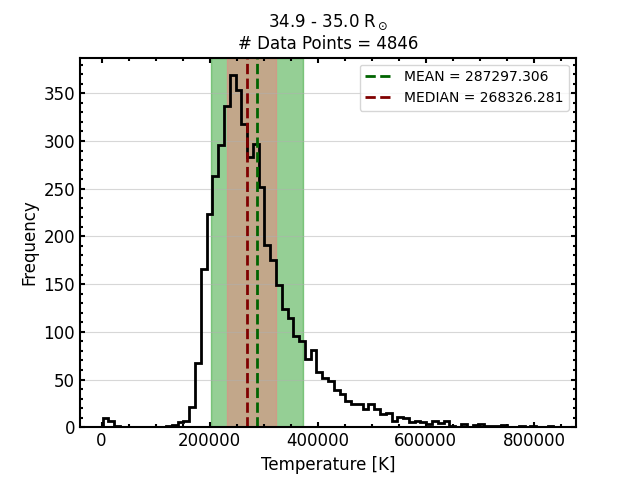 34.9 - 35.0 R⊙
# Data Points = 4846
MEAN = 287297.306
MEDIAN = 268326.281
Frequency
350
300
250
200
150
100
50
0
0 200000 400000 600000 800000
Temperature [K]